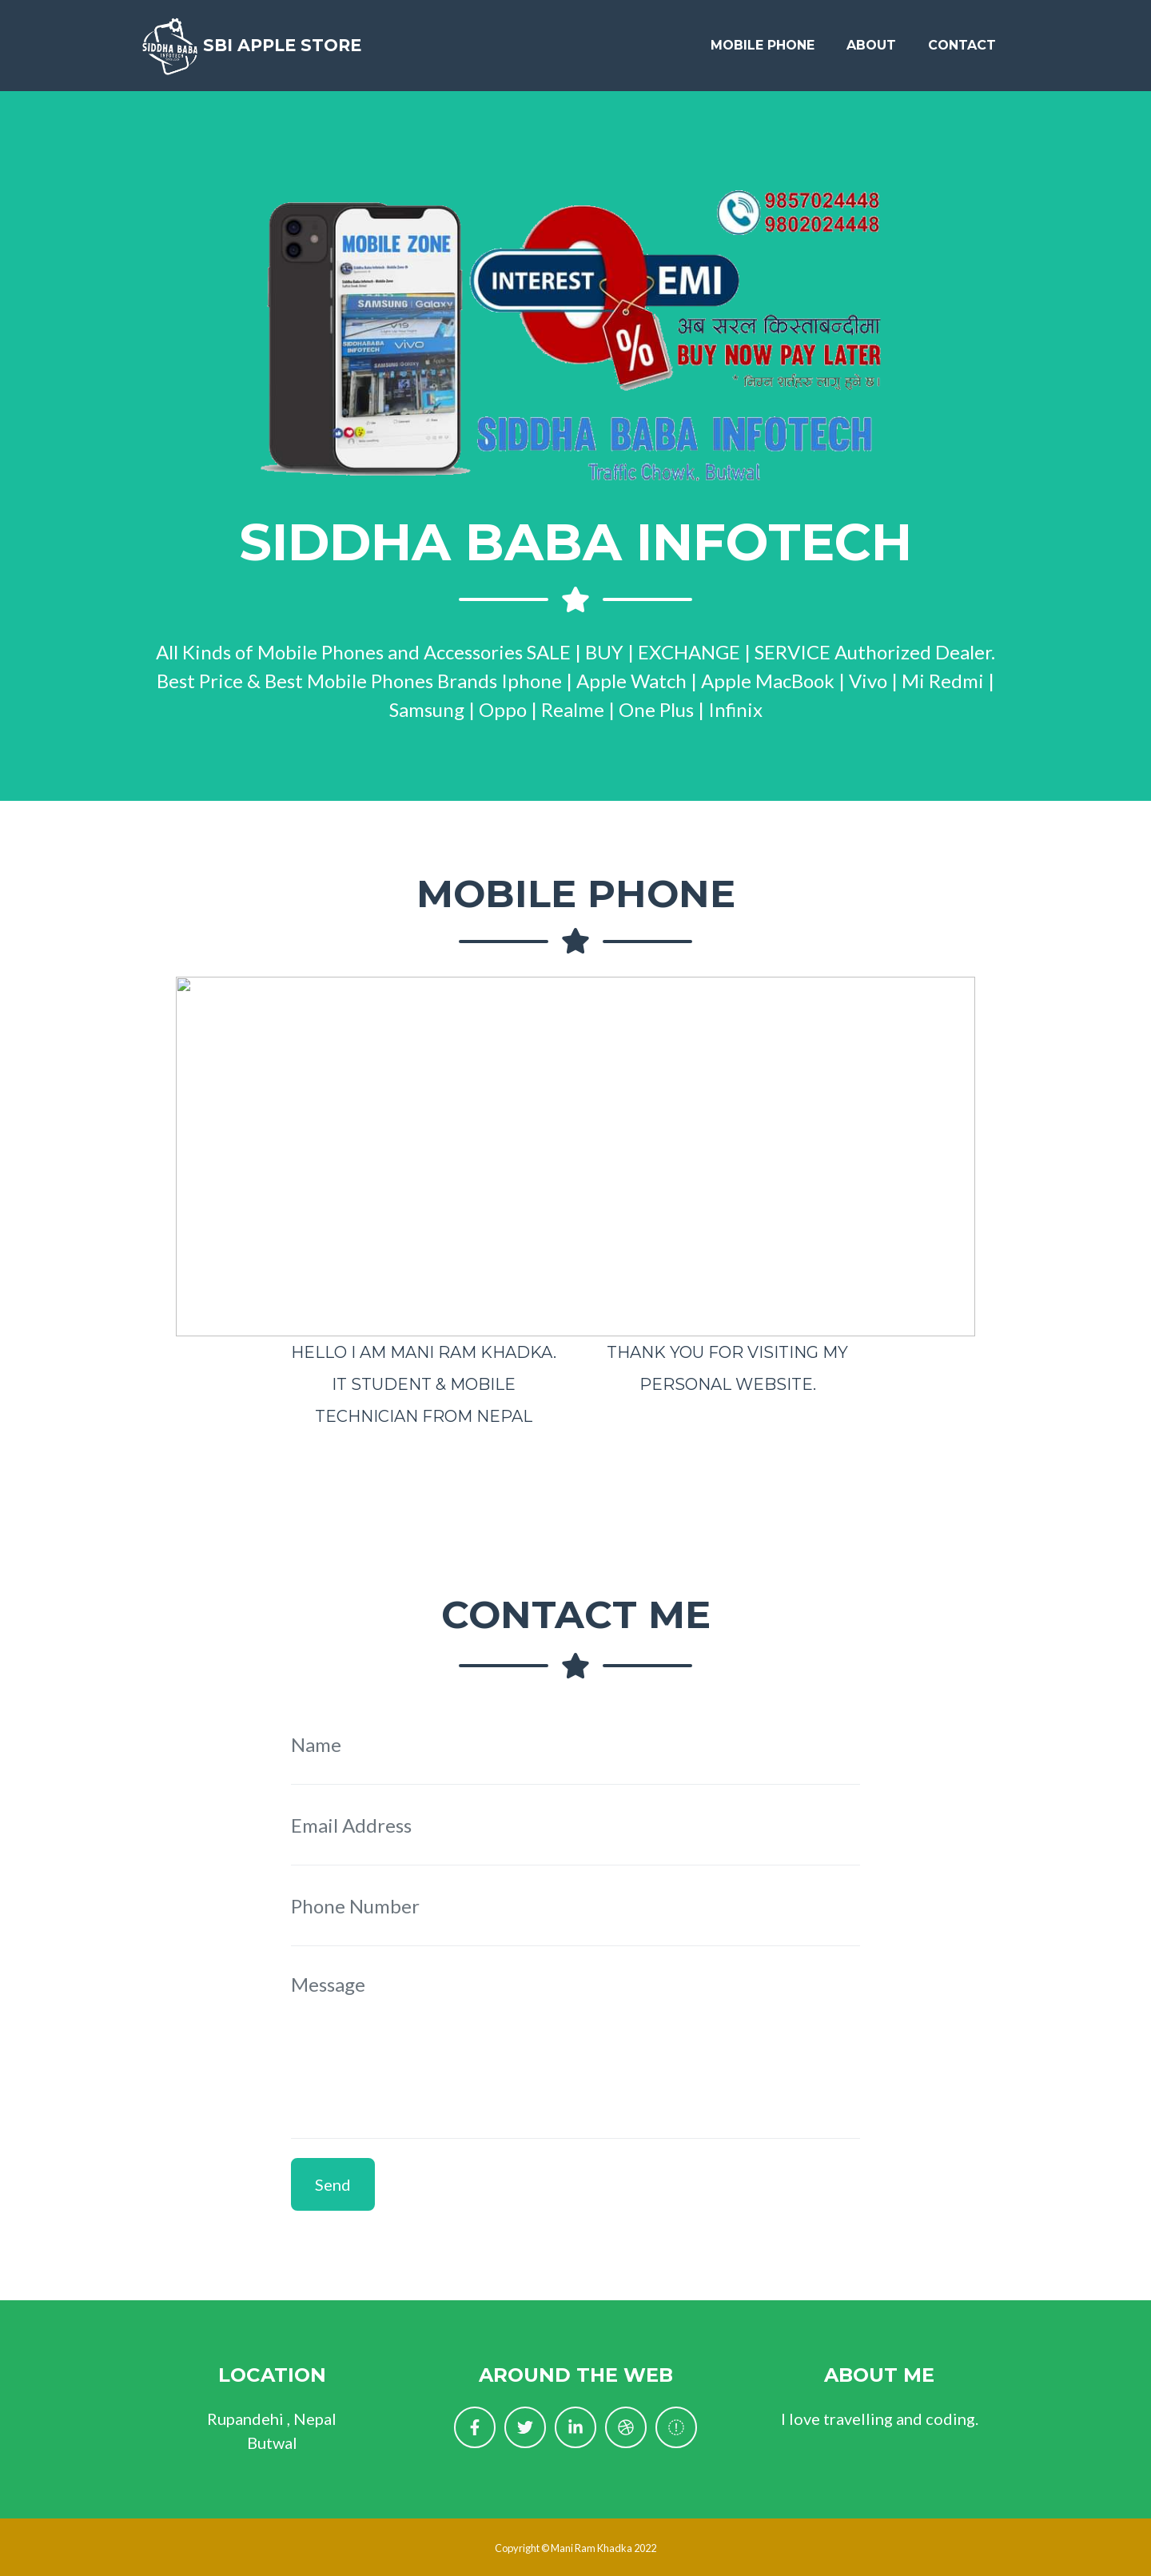 SIDDHA BABA
INFOTECH
SBI APPLE STORE
MOBILE PHONE
ABOUT
CONTACT
9857024448
9802024448
MOBILE ZONE
INTEREST
0
EMI
%
अब सरल किस्ताबन्दीमा
BUY NOW PAY LATER
* निम्न शर्तहरु लागु हुनेछ।
SAMSUNG Galaxy
V19
SIDDHABABA
INFOTECH
vivo
SAMSUNG Galaxy
SIDDHA BABA INFOTECH
Traffic Chowk, Butwal
SIDDHA BABA INFOTECH
All Kinds of Mobile Phones and Accessories SALE | BUY | EXCHANGE | SERVICE Authorized Dealer.
Best Price & Best Mobile Phones Brands Iphone | Apple Watch | Apple MacBook | Vivo | Mi Redmi |
Samsung | Oppo | Realme | One Plus | Infinix
MOBILE PHONE
HELLO I AM MANI RAM KHADKA.
IT STUDENT & MOBILE
TECHNICIAN FROM NEPAL
THANK YOU FOR VISITING MY
PERSONAL WEBSITE.
CONTACT ME
Name
Email Address
Phone Number
Message
Send
LOCATION
Rupandehi , Nepal
Butwal
AROUND THE WEB
ABOUT ME
I love travelling and coding.
Copyright © Mani Ram Khadka 2022